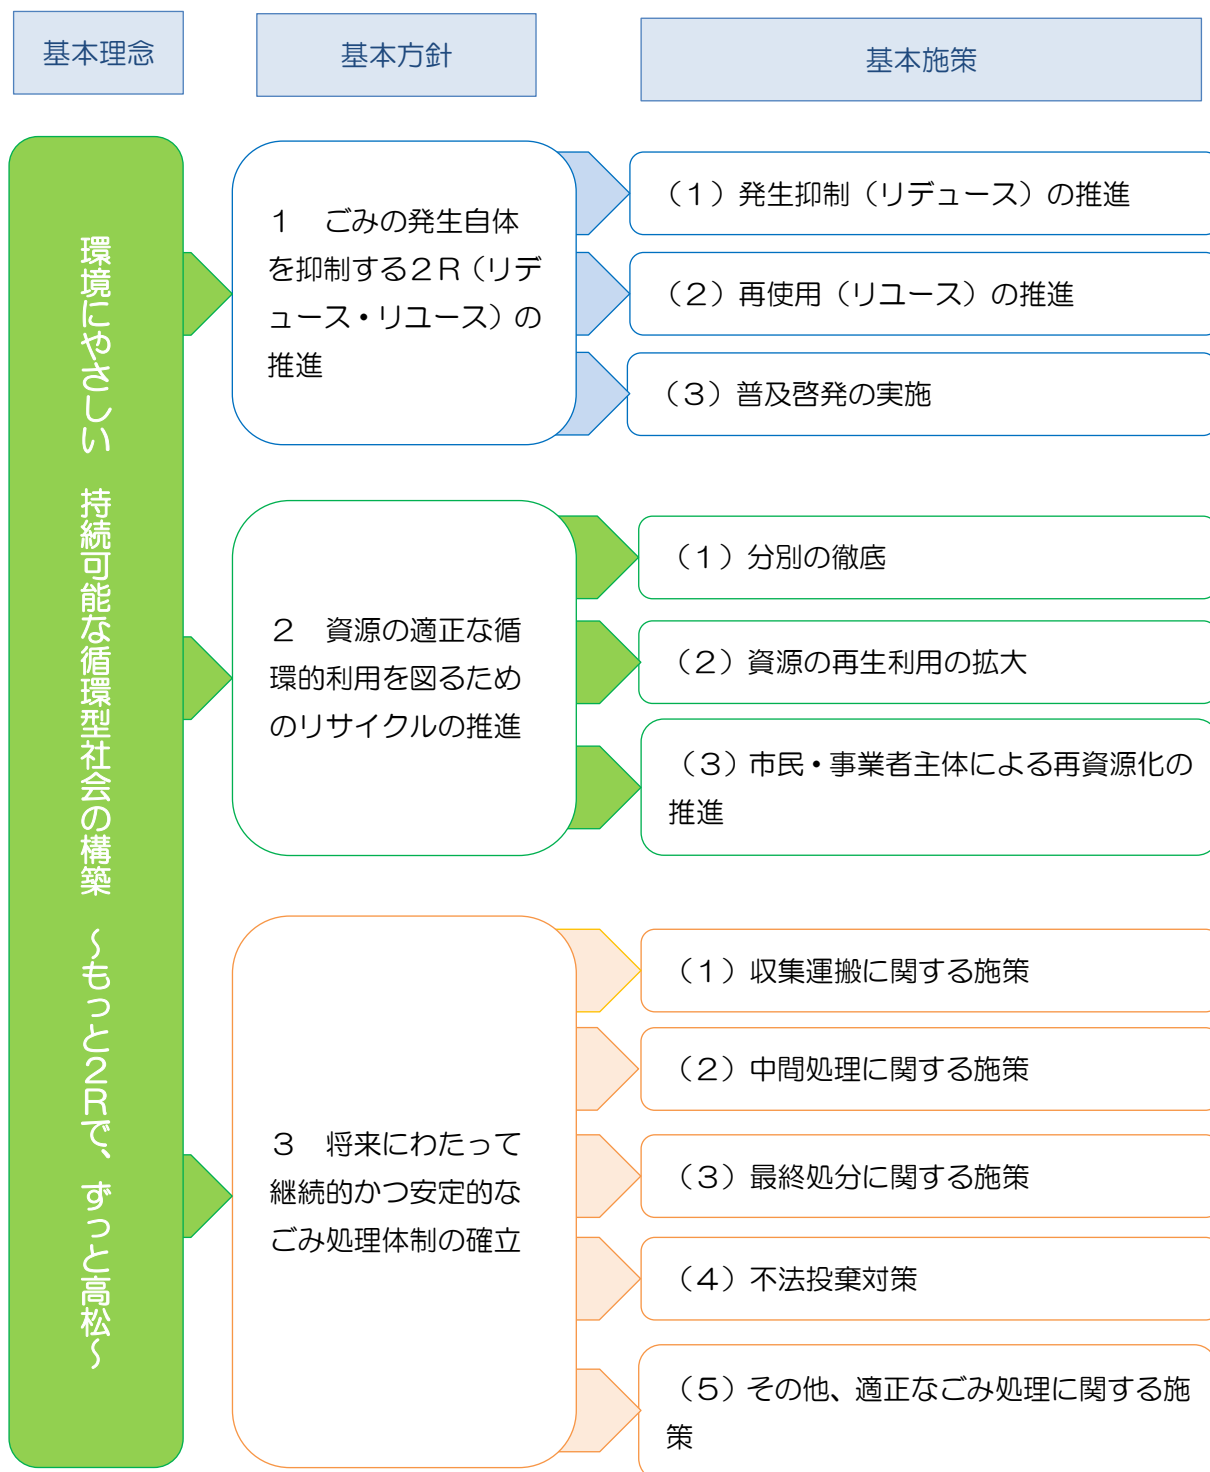 基本理念
基本方針
基本施策
環境にやさしい　持続可能な循環型社会の構築　～もっと２Ｒで、ずっと高松～
１　ごみの発生自体
を抑制する２Ｒ（リデ
ュース・リユース）の
推進
（１）発生抑制（リデュース）の推進
（２）再使用（リユース）の推進
（３）普及啓発の実施
２　資源の適正な循
環的利用を図るため
のリサイクルの推進
（１）分別の徹底
（２）資源の再生利用の拡大
（３）市民・事業者主体による再資源化の
推進
３　将来にわたって
継続的かつ安定的な
ごみ処理体制の確立
（１）収集運搬に関する施策
（２）中間処理に関する施策
（３）最終処分に関する施策
（４）不法投棄対策
（５）その他、適正なごみ処理に関する施
策